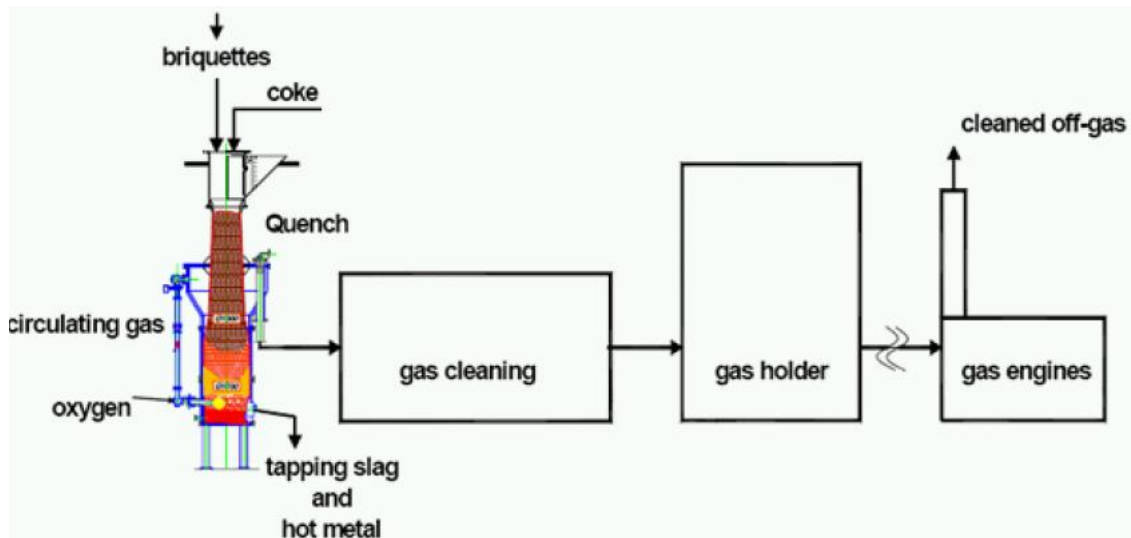 briquettes
coke
cleaned off-gas
Quench
circulating gas
gas cleaning
gas holder
gas engines
oxygen
tapping slag
and
hot metal